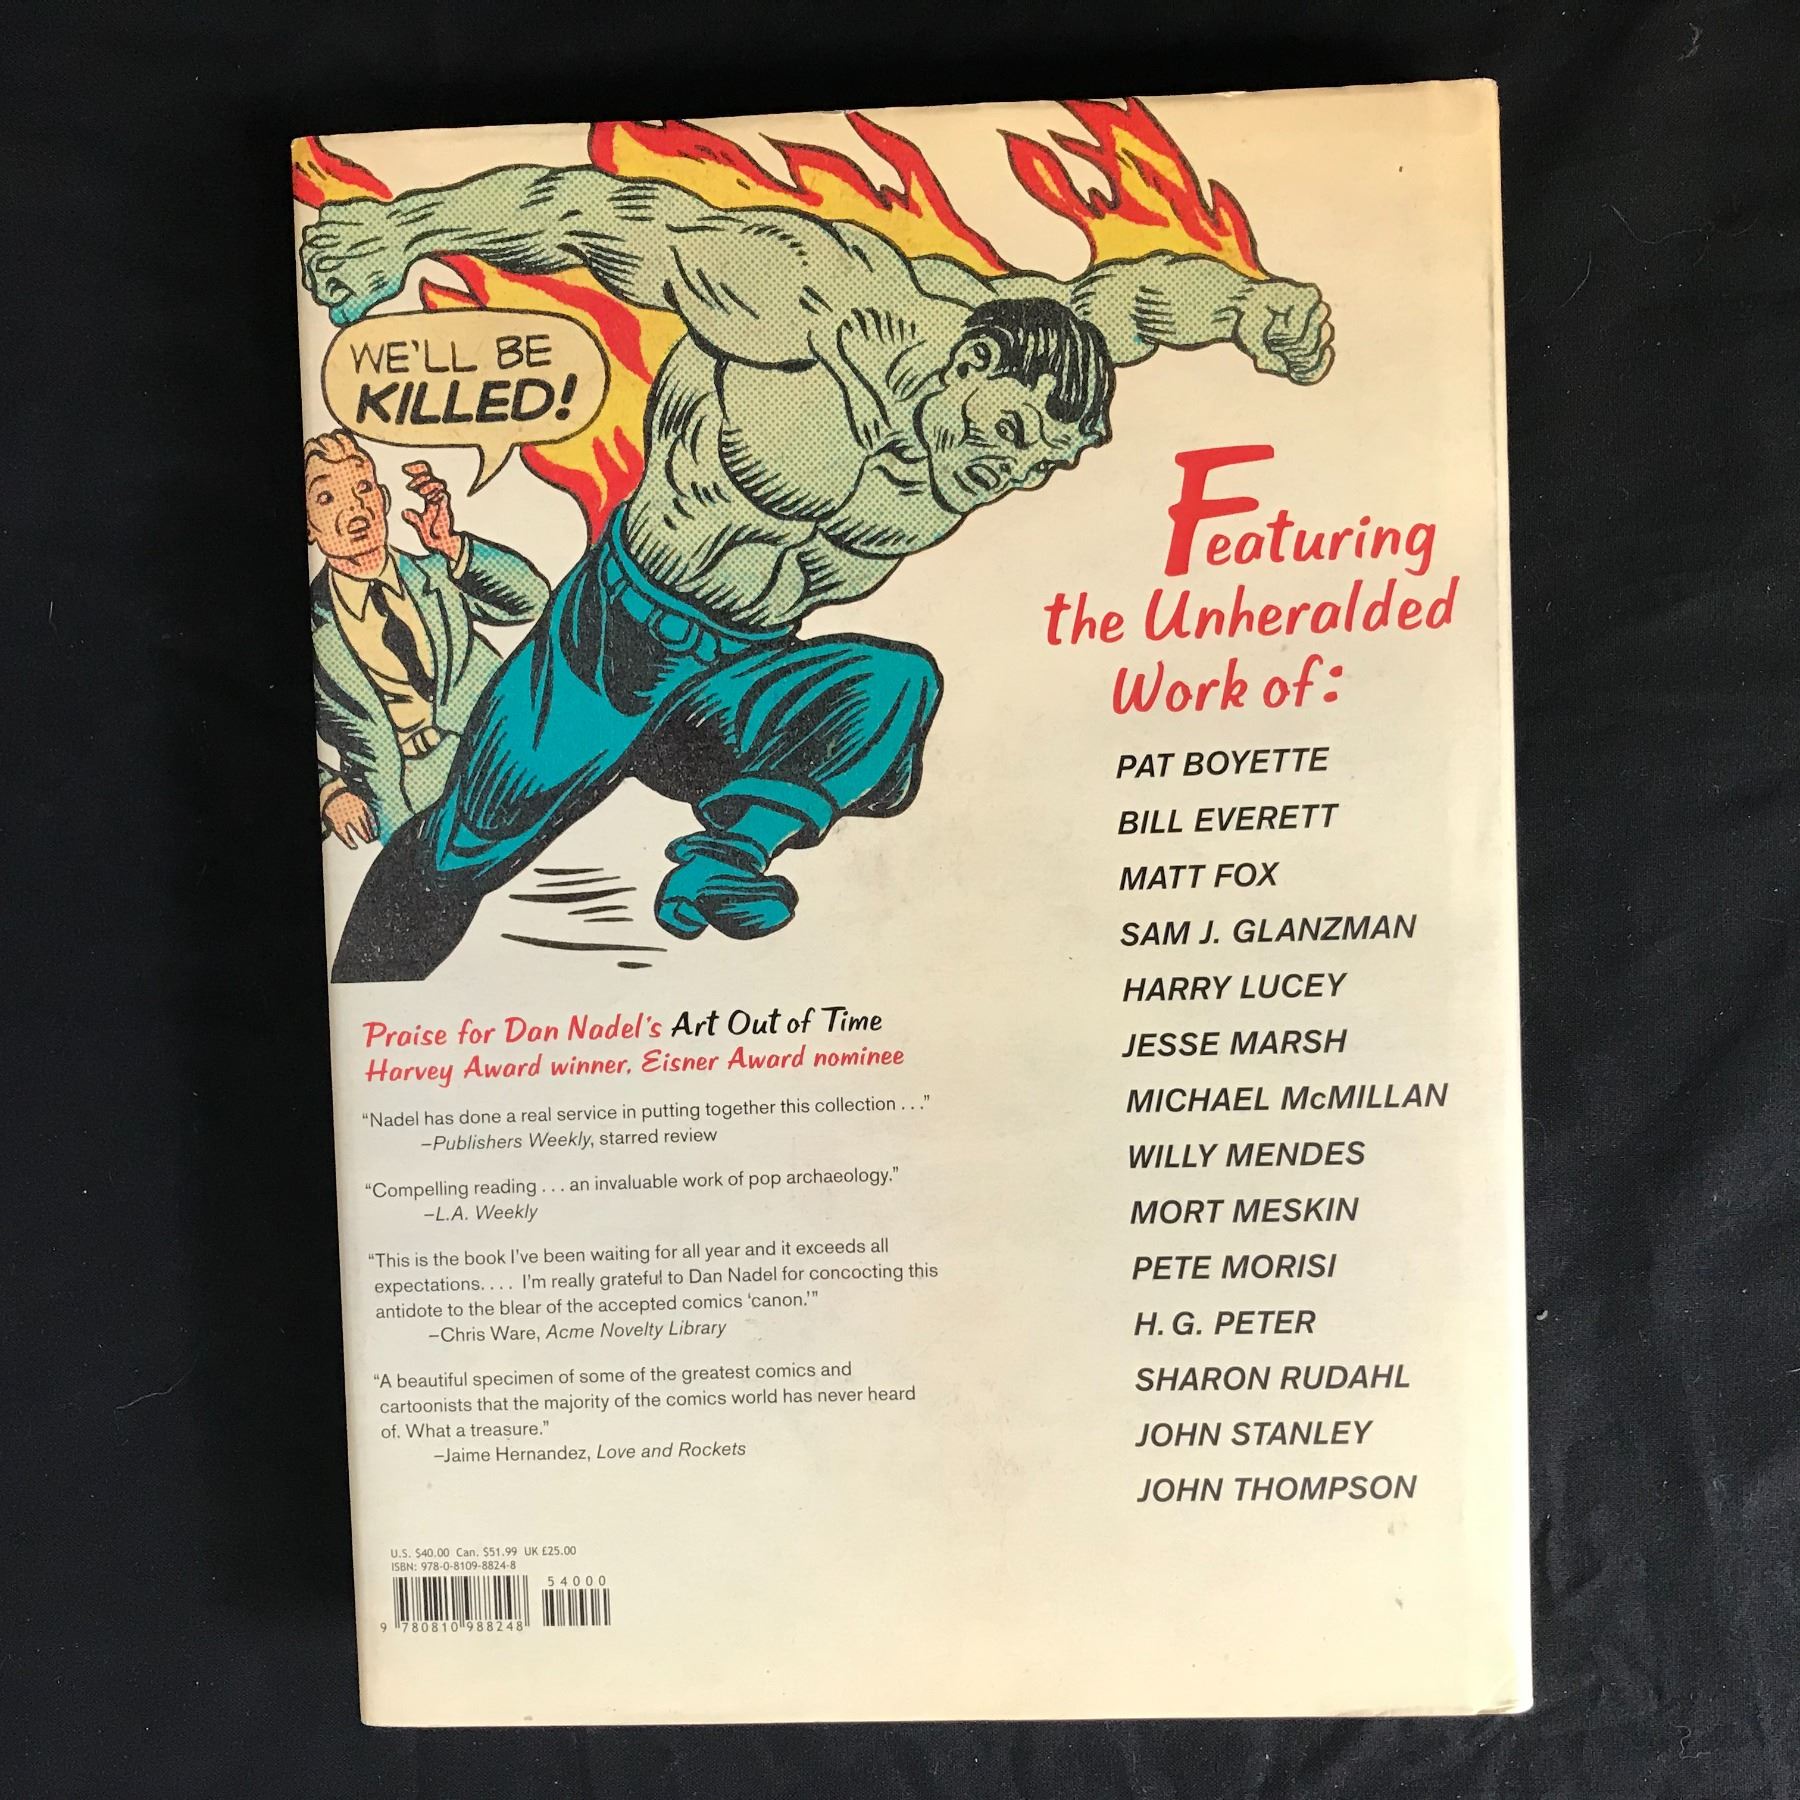 WE'LL BE
KILLED!
Featuring
the Unheralded
Work of:
PAT BOYETTE
BILL EVERETT
MATT FOX
SAM J. GLANZMAN
HARRY LUCEY
JESSE MARSH
MICHAEL McMILLAN
WILLY MENDES
MORT MESKIN
PETE MORISI
H. G. PETER
SHARON RUDAHL
JOHN STANLEY
JOHN THOMPSON
Praise for Dan Nadel's Art Out of Time
Harvey Award winner, Eisner Award nominee
“Nadel has done a real service in putting together this collection . . .”
–Publishers Weekly, starred review
“Compelling reading . . . an invaluable work of pop archaeology.”
–L.A. Weekly
“This is the book I've been waiting for all year and it exceeds all
expectations. . . . I'm really grateful to Dan Nadel for concocting this
antidote to the blear of the accepted comics ‘canon.’”
–Chris Ware, Acme Novelty Library
“A beautiful specimen of some of the greatest comics and
cartoonists that the majority of the comics world has never heard
of. What a treasure.”
–Jaime Hernandez, Love and Rockets
U.S. $40.00 Can. $51.99 UK £25.00
ISBN: 978-0-8109-8824-8
54000
9 780810 988248